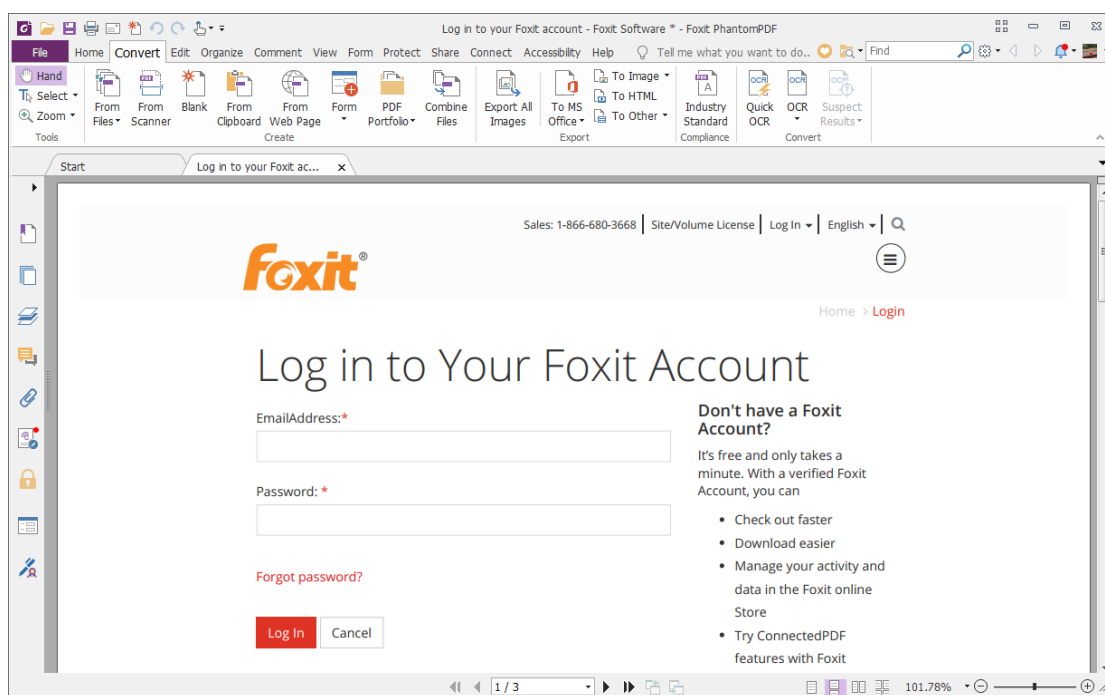 Log in to your Foxit account - Foxit Software * - Foxit PhantomPDF
File Home Convert Edit Organize Comment View Form Protect Share Connect Accessibility Help Tell me what you want to do.. Find
Hand
Select
Zoom
Tools
From Files
From Scanner
Blank
From Clipboard
From Web Page
Form
PDF Portfolio
Combine Files
Create
Export All Images
To MS Office
To Image
To HTML
To Other
Export
PDF/A
Industry Standard
Compliance
OCR
Quick OCR
OCR
OCR
OCR
Suspect Results
Convert
Start
Log in to your Foxit ac... x
Sales: 1-866-680-3668 Site/Volume License Log In English
foxit®
Home > Login
Log in to Your Foxit Account
EmailAddress:*
Password: *
Forgot password?
Log In Cancel
Don't have a Foxit
Account?
It's free and only takes a
minute. With a verified Foxit
Account, you can
• Check out faster
• Download easier
• Manage your activity and
data in the Foxit online
Store
• Try ConnectedPDF
features with Foxit
1 / 3
101.78%